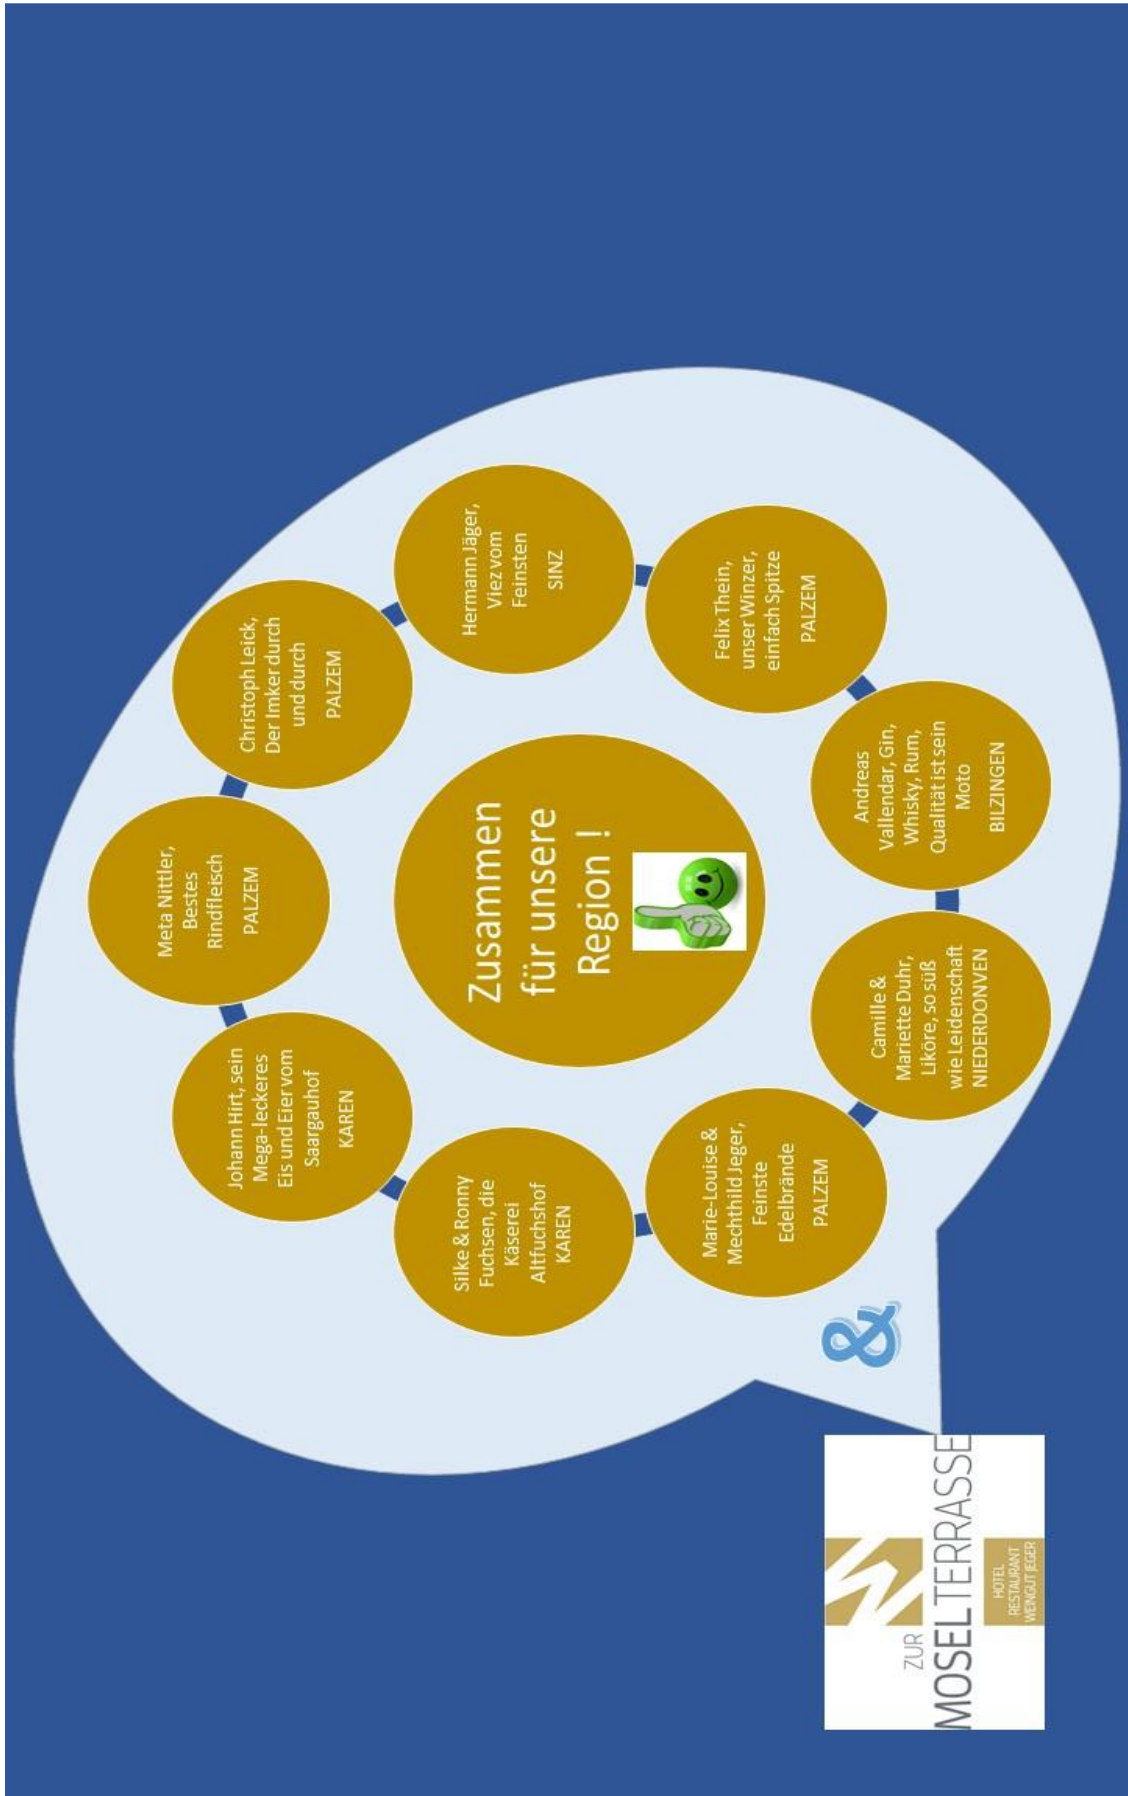 Zusammen
für unsere
Region !
Meta Nittler,
Bestes
Rindfleisch
PALZEM
Christoph Leick,
Der Imker durch
und durch
PALZEM
Hermann Jäger,
Viez vom
Feinsten
SINZ
Felix Thein,
unser Winzer,
einfach Spitze
PALZEM
Andreas
Vallendar, Gin,
Whisky, Rum,
Qualität ist sein
Moto
BILZINGEN
Camille &
Mariette Duhr,
Liköre, so süß
wie Leidenschaft
NIEDERDONVEN
Marie-Louise &
Mechthild Jeger,
Feinste
Edelbrände
PALZEM
Silke & Ronny
Fuchsen, die
Käserei
Altfuchshof
KAREN
Johann Hirt, sein
Mega-leckeres
Eis und Eier vom
Saargauhof
KAREN
&
ZUR
MOSELTERRASSE
HOTEL
RESTAURANT
WEINGUT JEGER